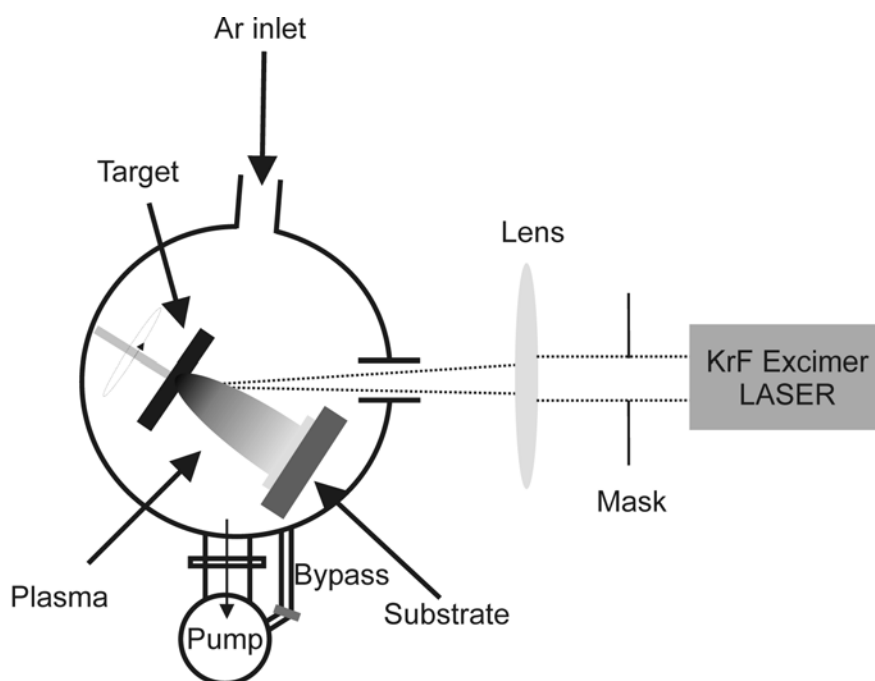 Ar inlet
Target
Lens
KrF Excimer
LASER
Mask
Bypass
Plasma
Substrate
Pump